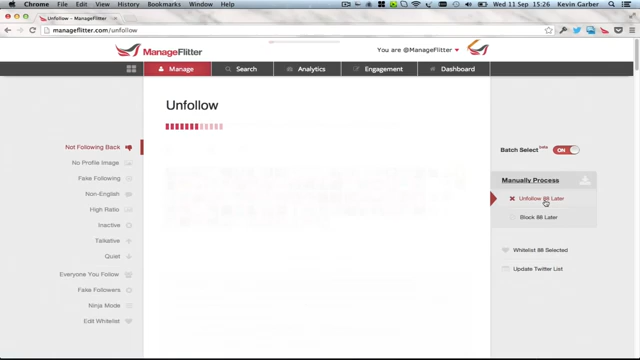 Chrome File Edit View History Bookmarks Window Help
Wed 11 Sep 15:26 Kevin Garber
Unfollow ~ ManageFlitter
manageflitter.com/unfollow
ManageFlitter
You are @ManageFlitter
Manage Search Analytics Engagement Dashboard
Unfollow
Not Following Back
No Profile Image
Fake Following
Non-English
High Ratio
Inactive
Talkative
Quiet
Everyone You Follow
Fake Followers
Ninja Mode
Edit Whitelist
Batch Select beta ON
Manually Process
Unfollow 88 Later
Block 88 Later
Whitelist 88 Selected
Update Twitter List